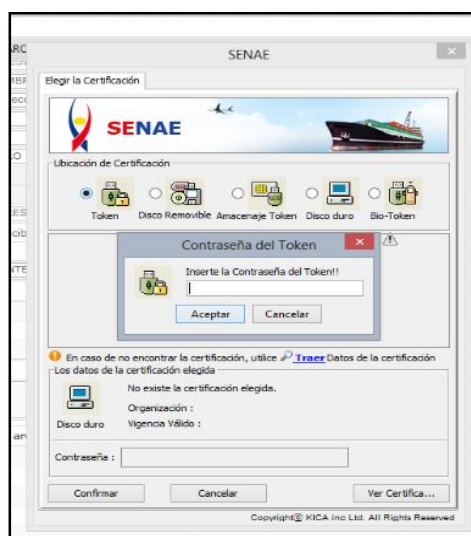 SENAE
Elegir la Certificación
SENAE
Ubicación de Certificación
Token Disco Removible Amacenaje Token Disco duro Bio-Token
Contraseña del Token
Inserte la Contraseña del Token!!
Aceptar Cancelar
En caso de no encontrar la certificación, utilice Traer Datos de la certificación
Los datos de la certificación elegida
No existe la certificación elegida.
Organización :
Disco duro Vigencia Válido :
Contraseña :
Confirmar Cancelar Ver Certifica...
Copyright© KICA inc Ltd. All Rights Reserved